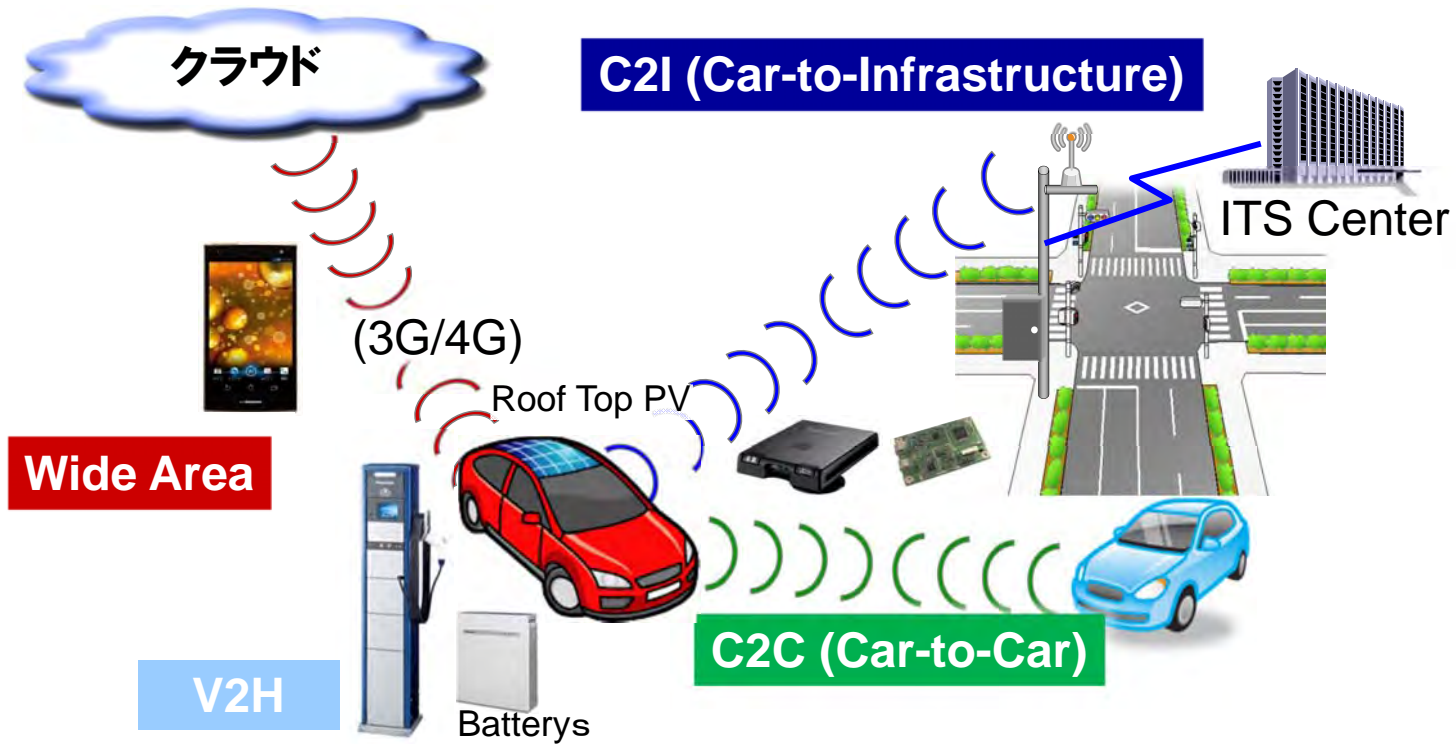 クラウド
C2I (Car-to-Infrastructure)
ITS Center
(3G/4G)
Roof Top PV
Wide Area
C2C (Car-to-Car)
V2H
Batterys